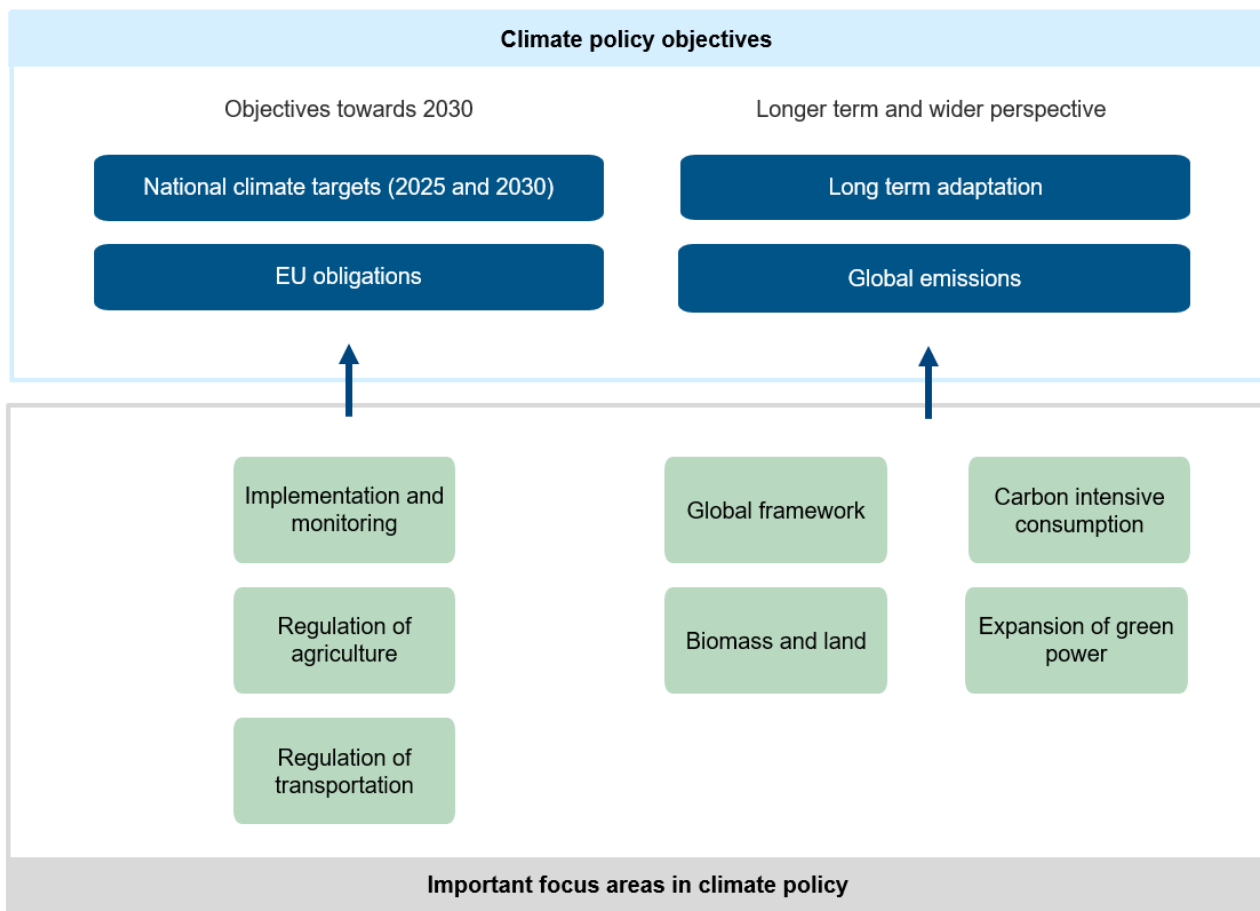 Climate policy objectives
Objectives towards 2030
Longer term and wider perspective
National climate targets (2025 and 2030)
Long term adaptation
EU obligations
Global emissions
Implementation and
monitoring
Global framework
Carbon intensive
consumption
Regulation of
agriculture
Biomass and land
Expansion of green
power
Regulation of
transportation
Important focus areas in climate policy